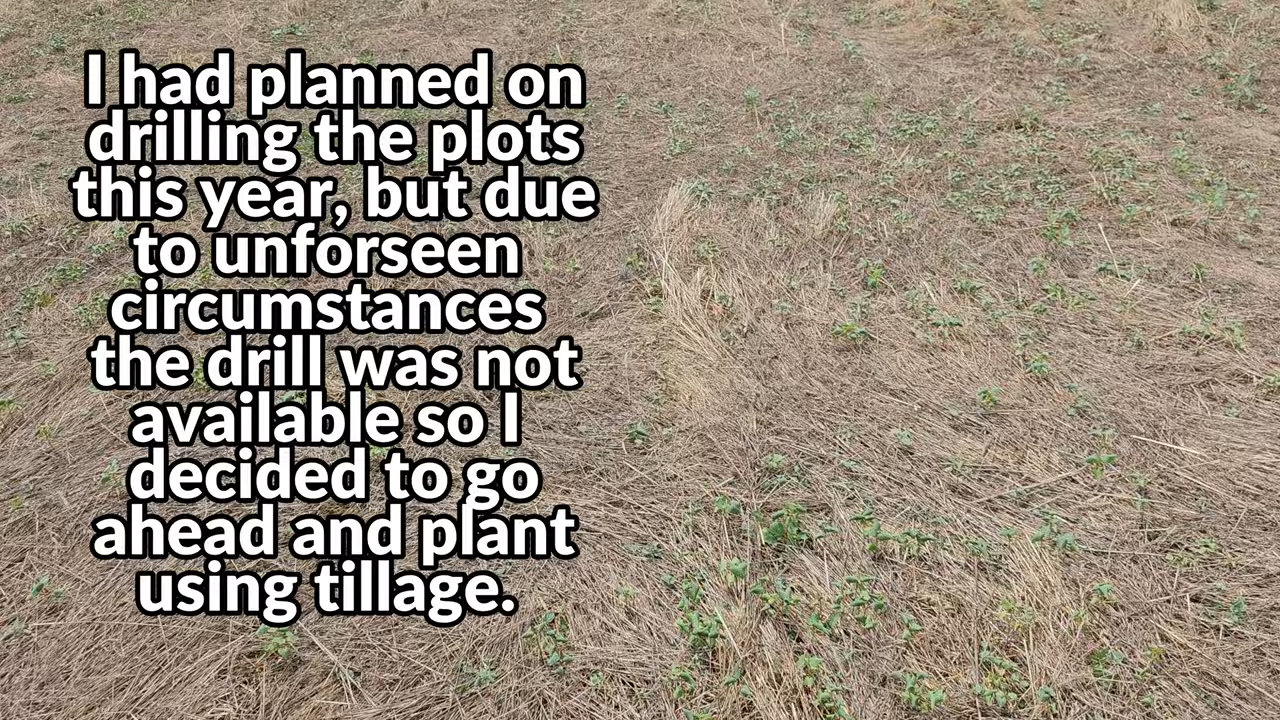 I had planned on
drilling the plots
this year, but due
to unforseen
circumstances
the drill was not
available so I
decided to go
ahead and plant
using tillage.